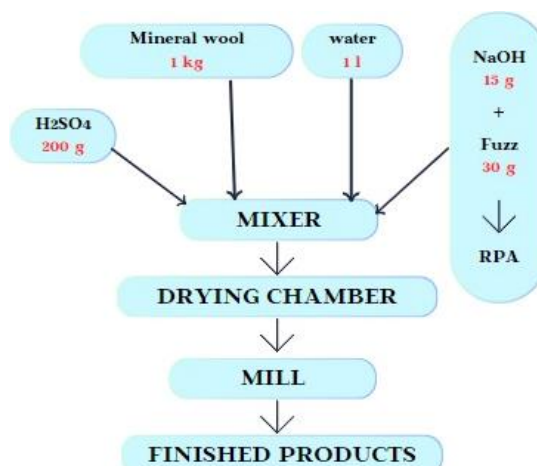 Mineral wool
1 kg
water
1 l
NaOH
15 g
+
Fuzz
30 g
RPA
H2SO4
200 g
MIXER
DRYING CHAMBER
MILL
FINISHED PRODUCTS